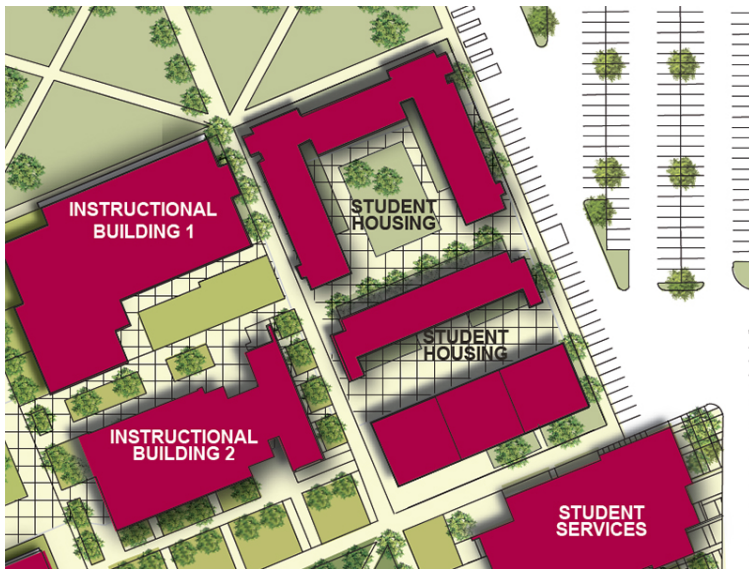 INSTRUCTIONAL
BUILDING 1
STUDENT
HOUSING
STUDENT
HOUSING
INSTRUCTIONAL
BUILDING 2
STUDENT
SERVICES